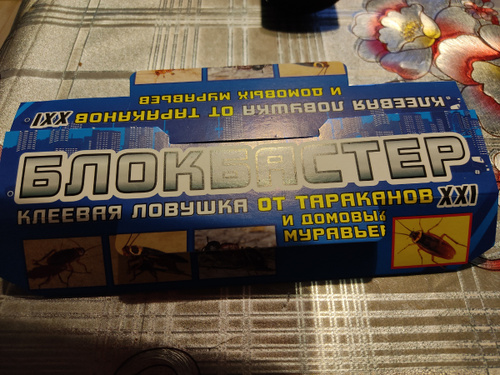 И ДОМОВЫХ МУРАВЬЕВ
КЛЕЕВАЯ ЛОВУШКА ОТ ТАРАКАНОВ XXI
БЛОКБАСТЕР
КЛЕЕВАЯ ЛОВУШКА ОТ ТАРАКАНОВ XXI
И ДОМОВЫХ
МУРАВЬЕВ